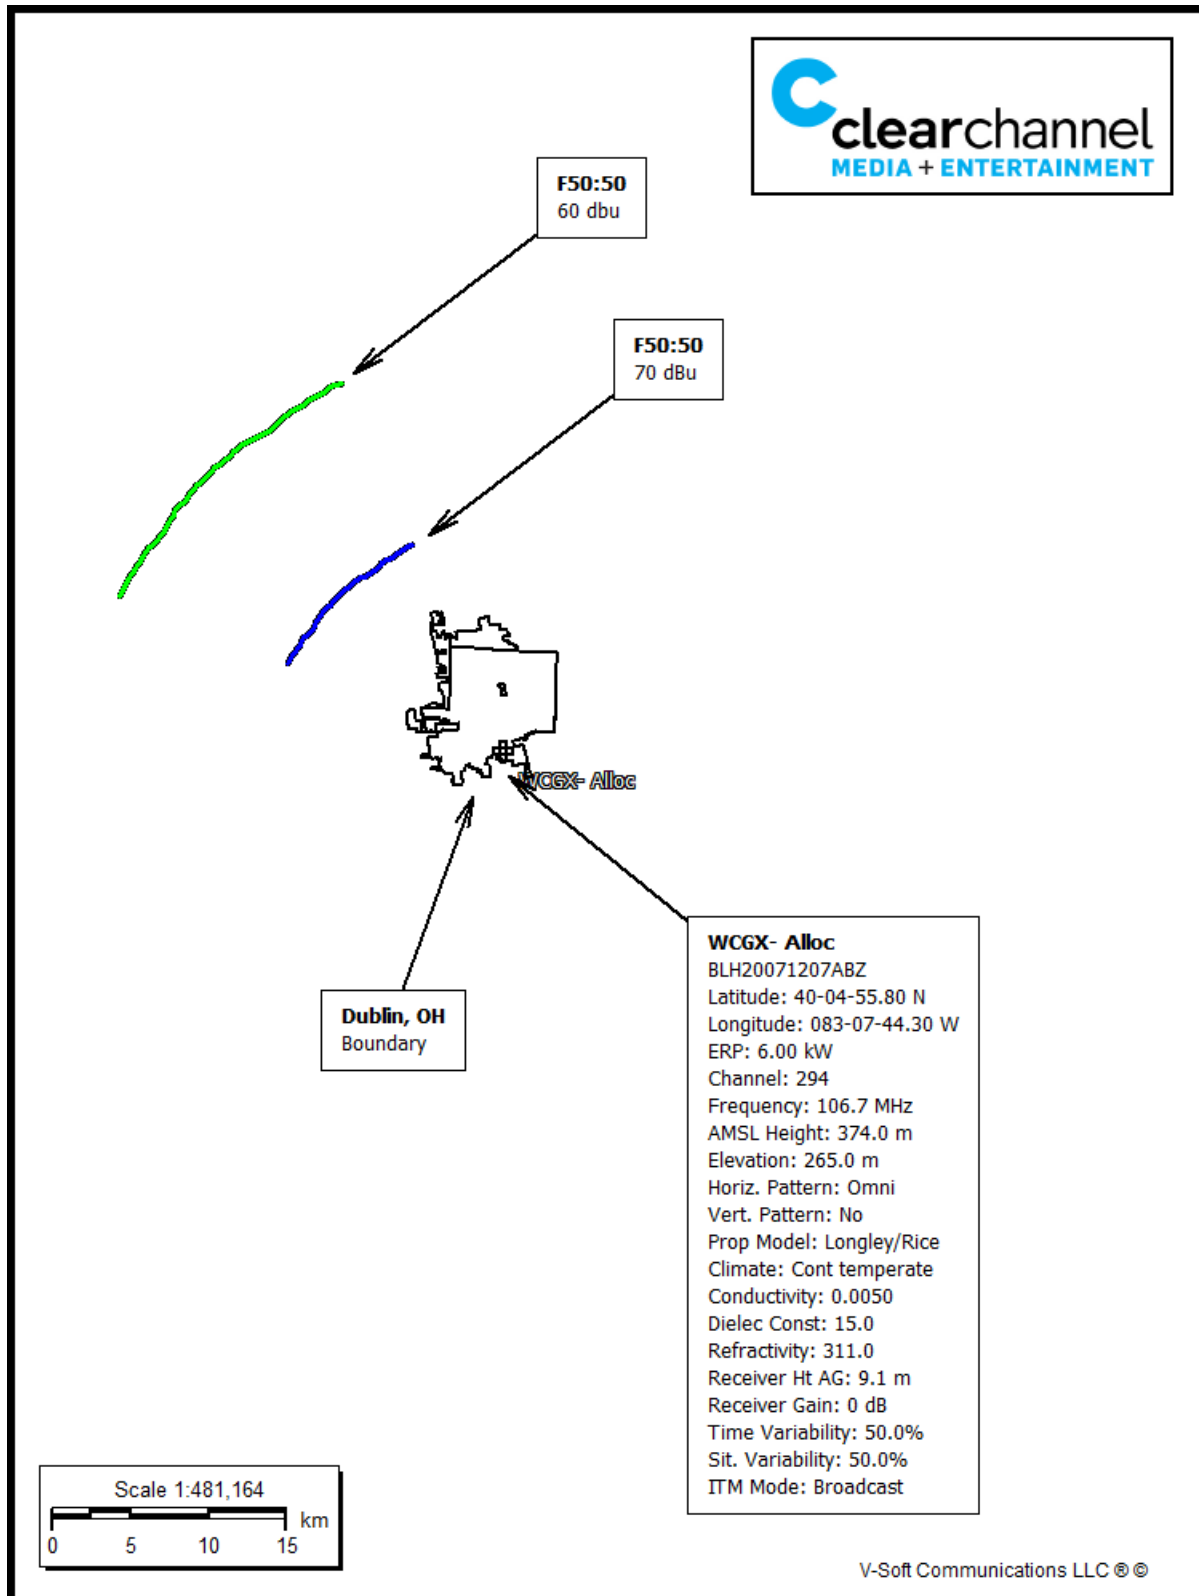 clearchannel
MEDIA + ENTERTAINMENT
F50:50
60 dbu
F50:50
70 dBu
WCGX- Alloc
Dublin, OH
Boundary
WCGX- Alloc
BLH20071207ABZ
Latitude: 40-04-55.80 N
Longitude: 083-07-44.30 W
ERP: 6.00 kW
Channel: 294
Frequency: 106.7 MHz
AMSL Height: 374.0 m
Elevation: 265.0 m
Horiz. Pattern: Omni
Vert. Pattern: No
Prop Model: Longley/Rice
Climate: Cont temperate
Conductivity: 0.0050
Dielec Const: 15.0
Refractivity: 311.0
Receiver Ht AG: 9.1 m
Receiver Gain: 0 dB
Time Variability: 50.0%
Sit. Variability: 50.0%
ITM Mode: Broadcast
Scale 1:481,164
km
0 5 10 15
V-Soft Communications LLC ® ©